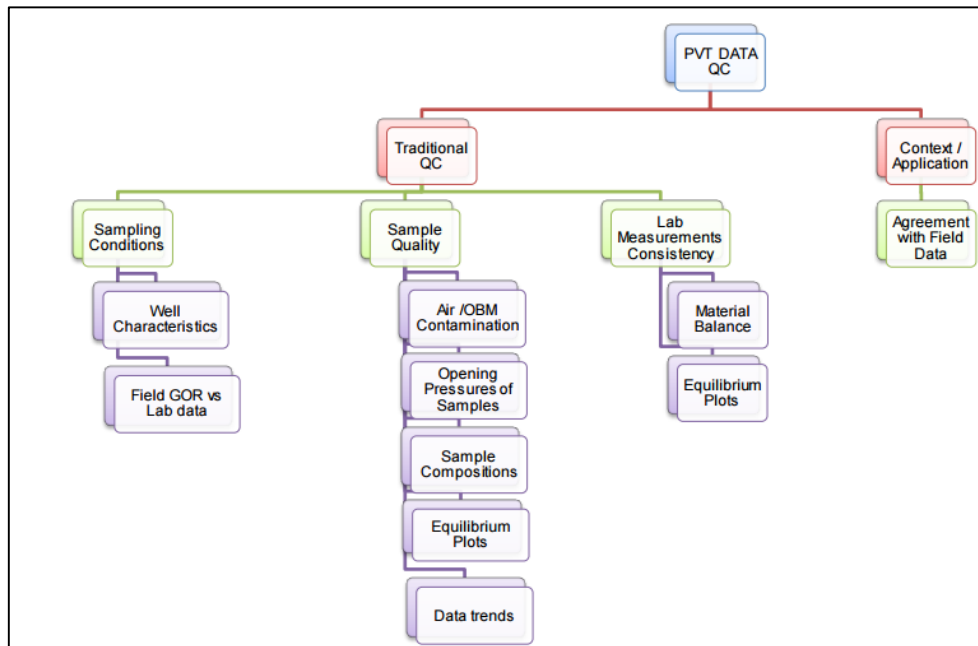 PVT DATA
QC
Traditional
QC
Context /
Application
Sampling
Conditions
Sample
Quality
Lab
Measurements
Consistency
Agreement
with Field
Data
Well
Characteristics
Field GOR vs
Lab data
Air /OBM
Contamination
Opening
Pressures of
Samples
Sample
Compositions
Equilibrium
Plots
Data trends
Material
Balance
Equilibrium
Plots